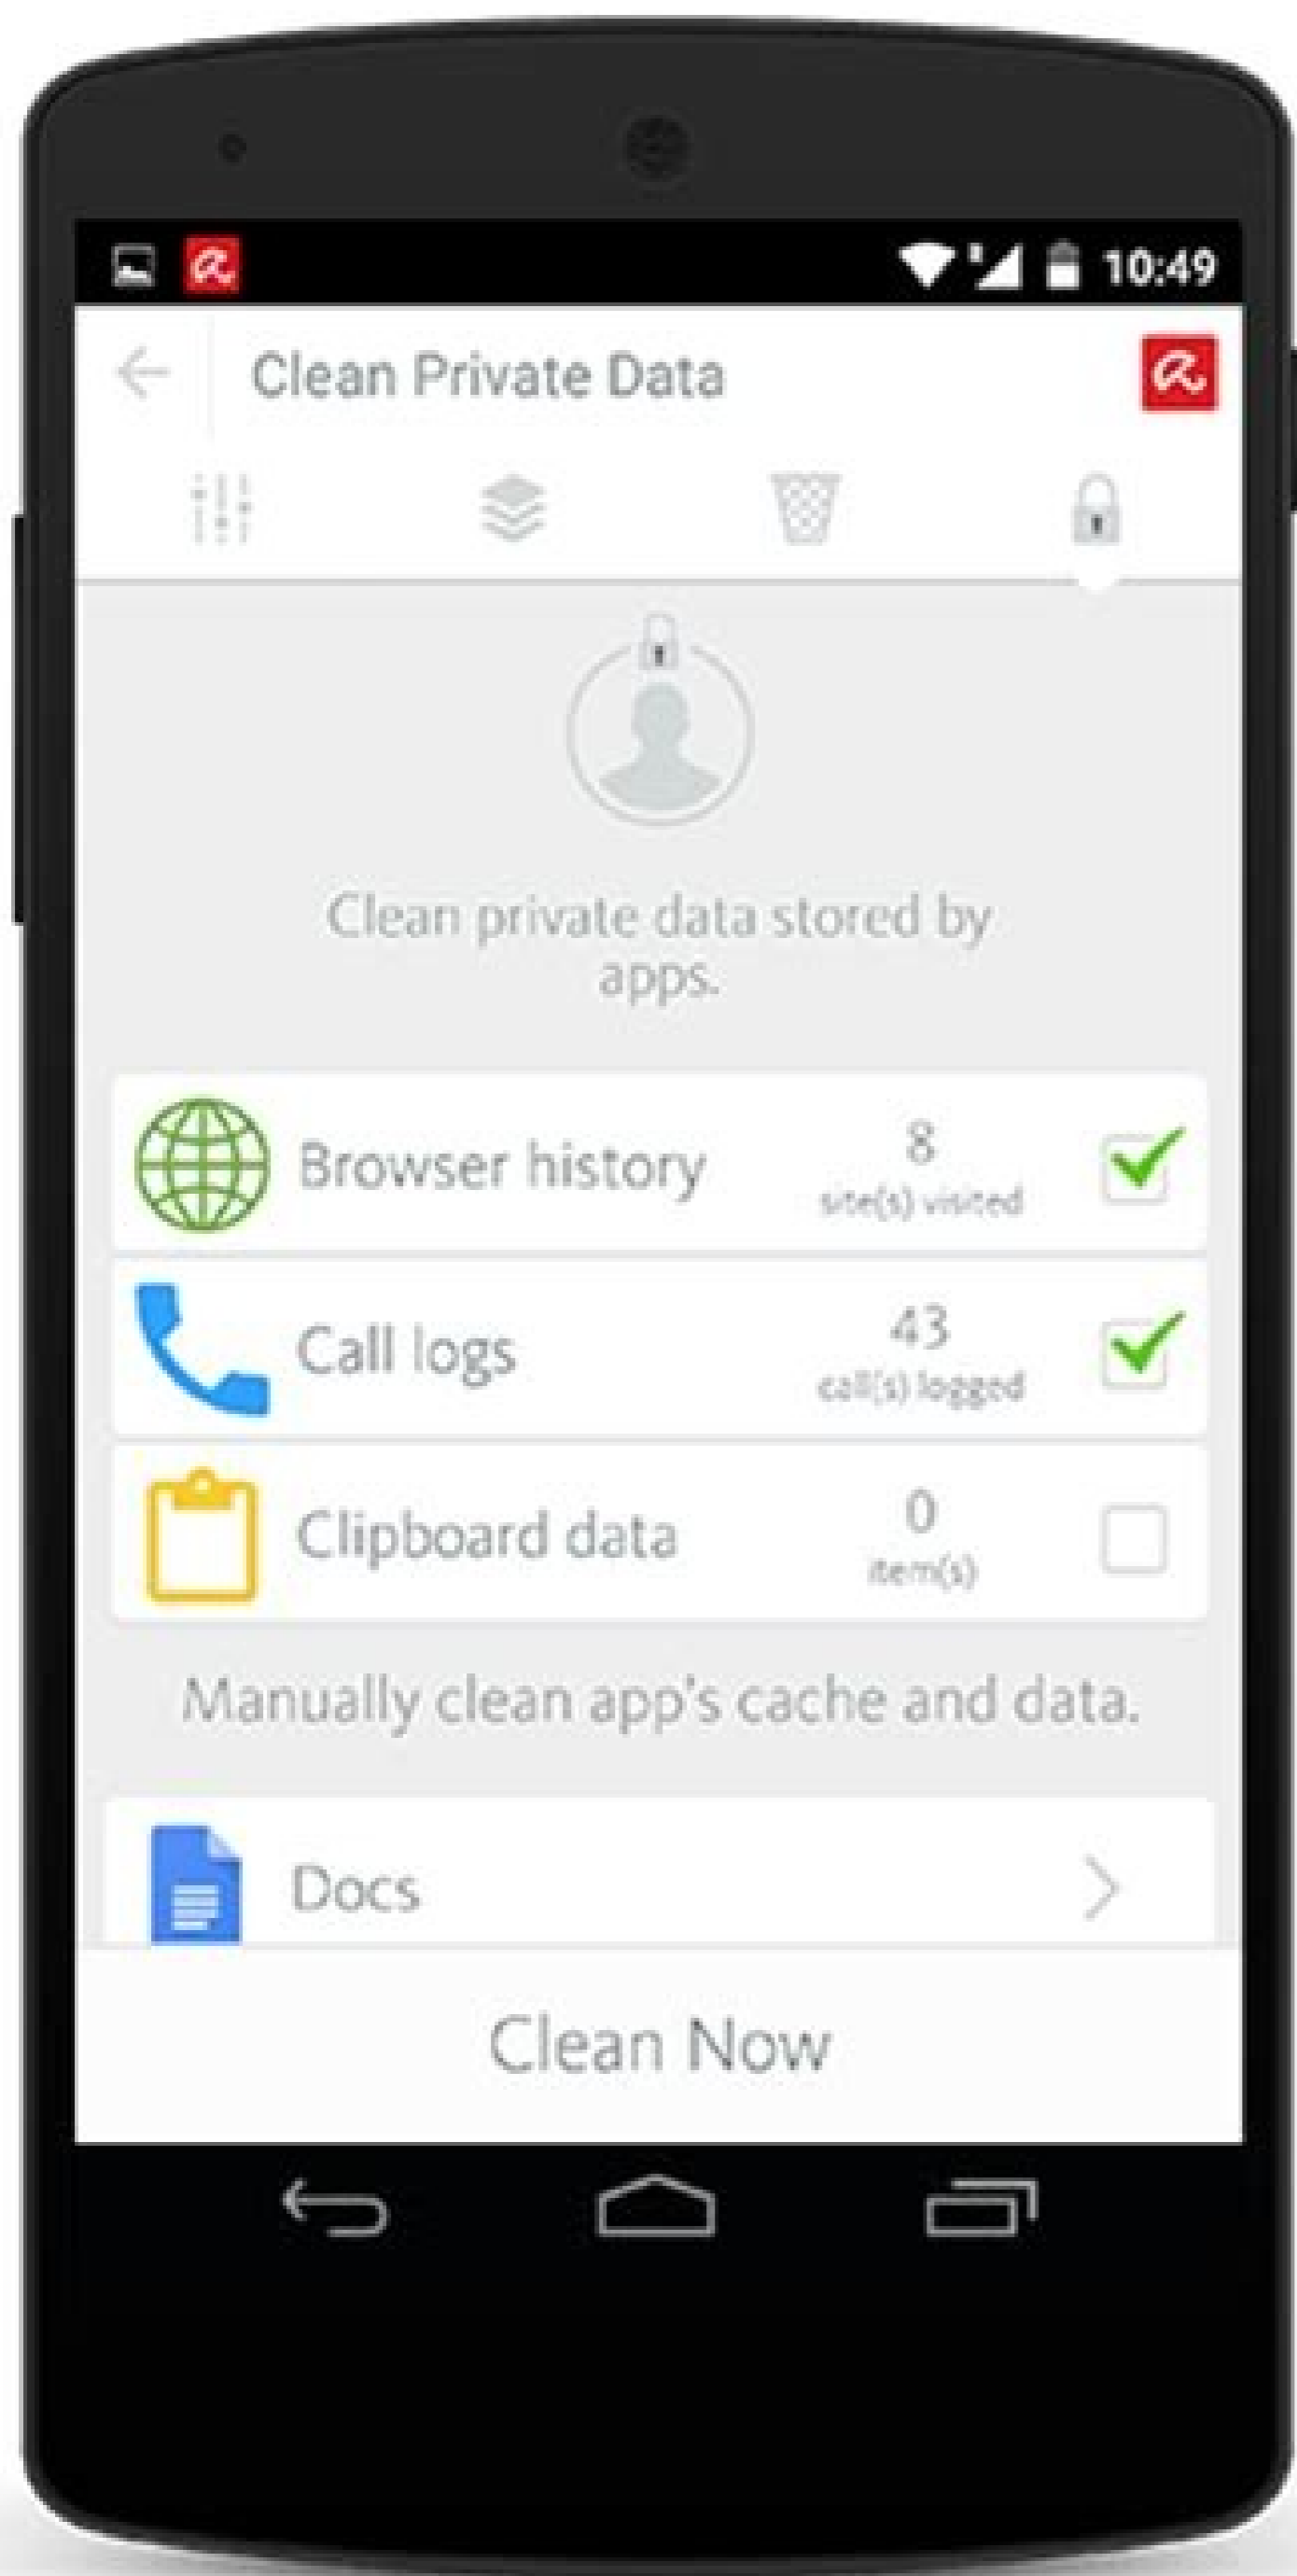 10:49
Clean Private Data
Clean private data stored by
apps.
Browser history
8
site(s) visited
Call logs
43
call(s) logged
Clipboard data
0
item(s)
Manually clean app's cache and data.
Docs
Clean Now